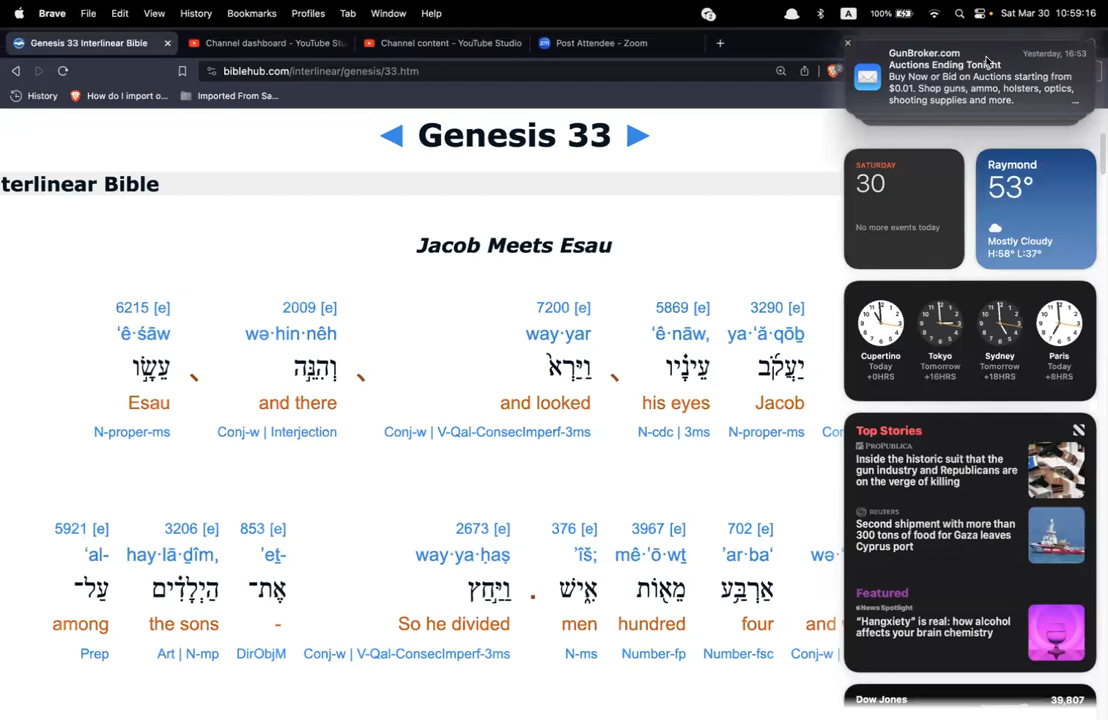 Brave File Edit View History Bookmarks Profiles Tab Window Help
2 A 100% Sat Mar 30 10:59:16
Genesis 33 Interlinear Bible
Channel dashboard - YouTube Stu
Channel content - YouTube Studio
Post Attendee - Zoom
biblehub.com/interlinear/genesis/33.htm
History How do I import o... Imported From Sa...
Genesis 33
terlinear Bible
Jacob Meets Esau
6215 [e] 2009 [e] 7200 [e] 5869 [e] 3290 [e]
‘ê·śāw wə·hin·nêh way·yar ‘ê·nāw, ya·‘ă·qōḇ
יַעֲקֹ֜ב עֵינָ֗יו וַיַּרְא֮ וְהִנֵּ֣ה עֵשָׂ֣ו
Esau and there and looked his eyes Jacob
N-proper-ms Conj-w | Interjection Conj-w | V-Qal-ConsecImperf-3ms N-cdc | 3ms N-proper-ms Con
5921 [e] 3206 [e] 853 [e] 2673 [e] 376 [e] 3967 [e] 702 [e]
‘al- hay·lā·ḏîm, ’eṯ- way·ya·ḥaṣ ’îš; mê·’ō·wṯ ’ar·ba‘ wə·’
אַרְבַּ֥ע מֵא֖וֹת אִ֑ישׁ וַיַּ֣חַץ אֶת־ הַיְלָדִ֗ים עַל־
among the sons - So he divided men hundred four and
Prep Art | N-mp DirObjM Conj-w | V-Qal-ConsecImperf-3ms N-ms Number-fp Number-fsc Conj-w |
GunBroker.com Yesterday, 16:53
Auctions Ending Tonight
Buy Now or Bid on Auctions starting from
$0.01. Shop guns, ammo, holsters, optics,
shooting supplies and more. ...
SATURDAY
30
No more events today
Raymond
53°
Mostly Cloudy
H:58° L:37°
Cupertino Tokyo Sydney Paris
Today Tomorrow Tomorrow Today
+0HRS +16HRS +18HRS +8HRS
Top Stories
PROPUBLICA
Inside the historic suit that the
gun industry and Republicans are
on the verge of killing
REUTERS
Second shipment with more than
300 tons of food for Gaza leaves
Cyprus port
Featured
News Spotlight
“Hangxiety” is real: how alcohol
affects your brain chemistry
Dow Jones 39,807